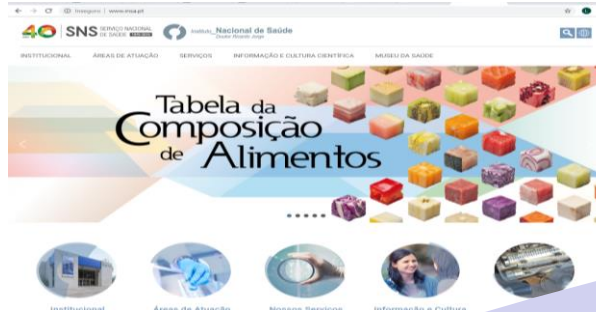 Inseguro | www.insa.pt
40 SNS SERVIÇO NACIONAL DE SAÚDE Instituto_Nacional de Saúde
Doutor Ricardo Jorge
INSTITUCIONAL ÁREAS DE ATUAÇÃO SERVIÇOS INFORMAÇÃO E CULTURA CIENTÍFICA MUSEU DA SAÚDE
Tabela da
Composição
de Alimentos
Institucional Áreas de Atuação Nossos Serviços Informação e Cultura